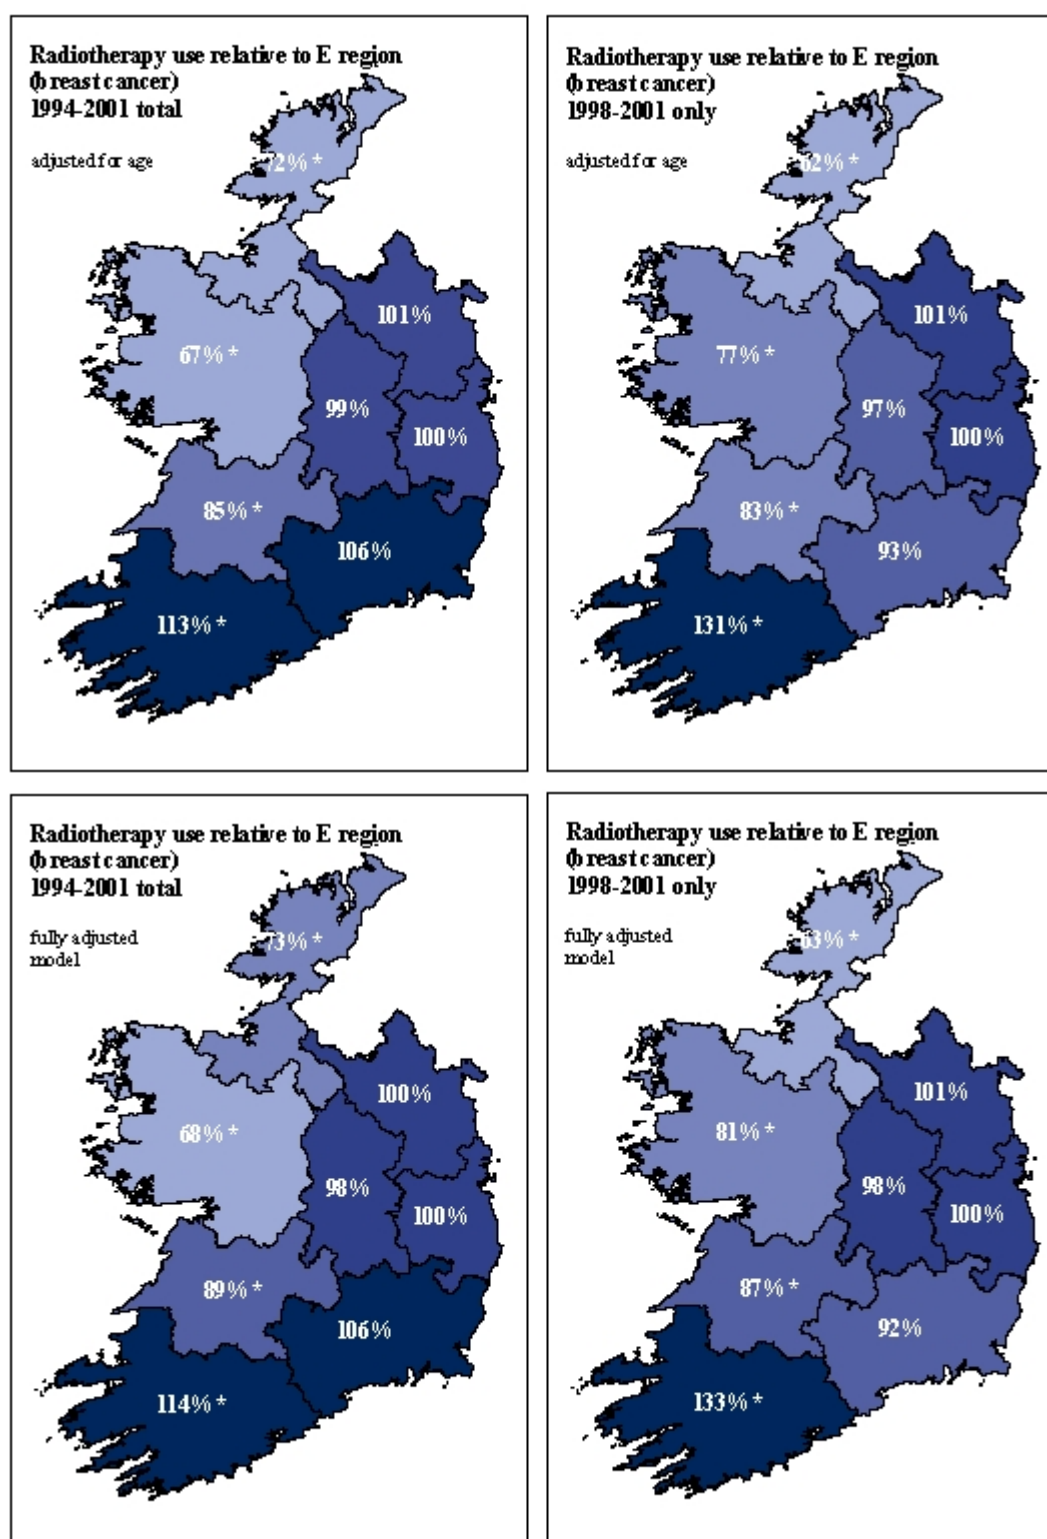 Radiotherapy use relative to E region
(breast cancer)
1994-2001 total
adjusted for age
72% *
101%
67% *
99%
100%
85% *
106%
113% *
Radiotherapy use relative to E region
(breast cancer)
1998-2001 only
adjusted for age
62% *
101%
77% *
97%
100%
83% *
93%
131% *
Radiotherapy use relative to E region
(breast cancer)
1994-2001 total
fully adjusted
model
73% *
100%
68% *
98%
100%
89% *
106%
114% *
Radiotherapy use relative to E region
(breast cancer)
1998-2001 only
fully adjusted
model
63% *
101%
81% *
98%
100%
87% *
92%
133% *